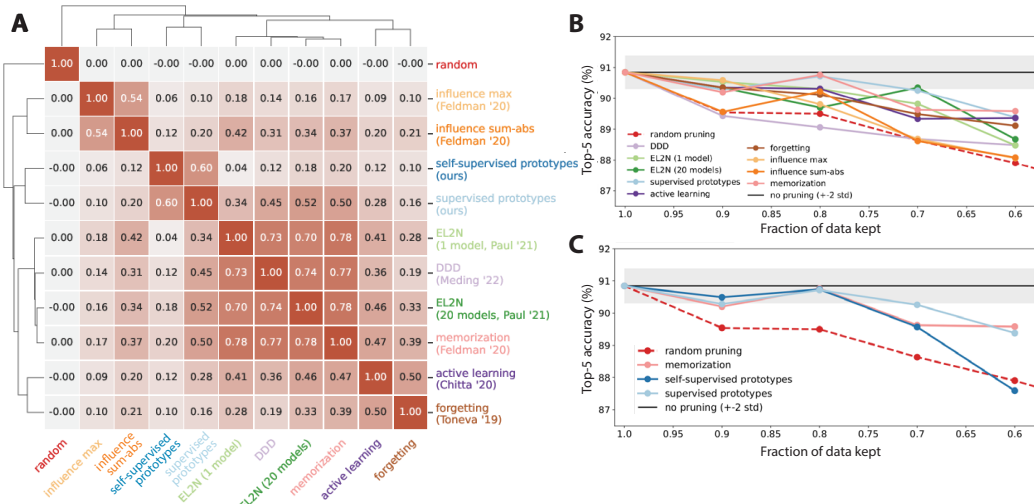 A
1.00 0.00 0.00 -0.00 0.00 0.00 0.00 -0.00 0.00 -0.00 -0.00 random
0.00 1.00 0.54 0.06 0.10 0.18 0.14 0.16 0.17 0.09 0.10 influence max
(Feldman '20)
0.00 0.54 1.00 0.12 0.20 0.42 0.31 0.34 0.37 0.20 0.21 influence sum-abs
(Feldman '20)
-0.00 0.06 0.12 1.00 0.60 0.04 0.12 0.18 0.20 0.12 0.10 self-supervised prototypes
(ours)
0.00 0.10 0.20 0.60 1.00 0.34 0.45 0.52 0.50 0.28 0.16 supervised prototypes
(ours)
0.00 0.18 0.42 0.04 0.34 1.00 0.73 0.70 0.78 0.41 0.28 EL2N
(1 model, Paul '21)
0.00 0.14 0.31 0.12 0.45 0.73 1.00 0.74 0.77 0.36 0.19 DDD
(Meding '22)
-0.00 0.16 0.34 0.18 0.52 0.70 0.74 1.00 0.78 0.46 0.33 EL2N
(20 models, Paul '21)
0.00 0.17 0.37 0.20 0.50 0.78 0.77 0.78 1.00 0.47 0.39 memorization
(Feldman '20)
-0.00 0.09 0.20 0.12 0.28 0.41 0.36 0.46 0.47 1.00 0.50 active learning
(Chitta '20)
-0.00 0.10 0.21 0.10 0.16 0.28 0.19 0.33 0.39 0.50 1.00 forgetting
(Toneva '19)
random
influence max
influence
sum-abs
self-supervised
prototypes
supervised
prototypes
EL2N (1 model)
DDD
EL2N (20 models)
memorization
active learning
forgetting
B
Top-5 accuracy (%)
92
91
90
89
88
87
random pruning
DDD
EL2N (1 model)
EL2N (20 models)
supervised prototypes
active learning
forgetting
influence max
influence sum-abs
memorization
no pruning (+-2 std)
1.0 0.95 0.9 0.85 0.8 0.75 0.7 0.65 0.6
Fraction of data kept
C
Top-5 accuracy (%)
92
91
90
89
88
87
random pruning
memorization
self-supervised prototypes
supervised prototypes
no pruning (+-2 std)
1.0 0.95 0.9 0.85 0.8 0.75 0.7 0.65 0.6
Fraction of data kept